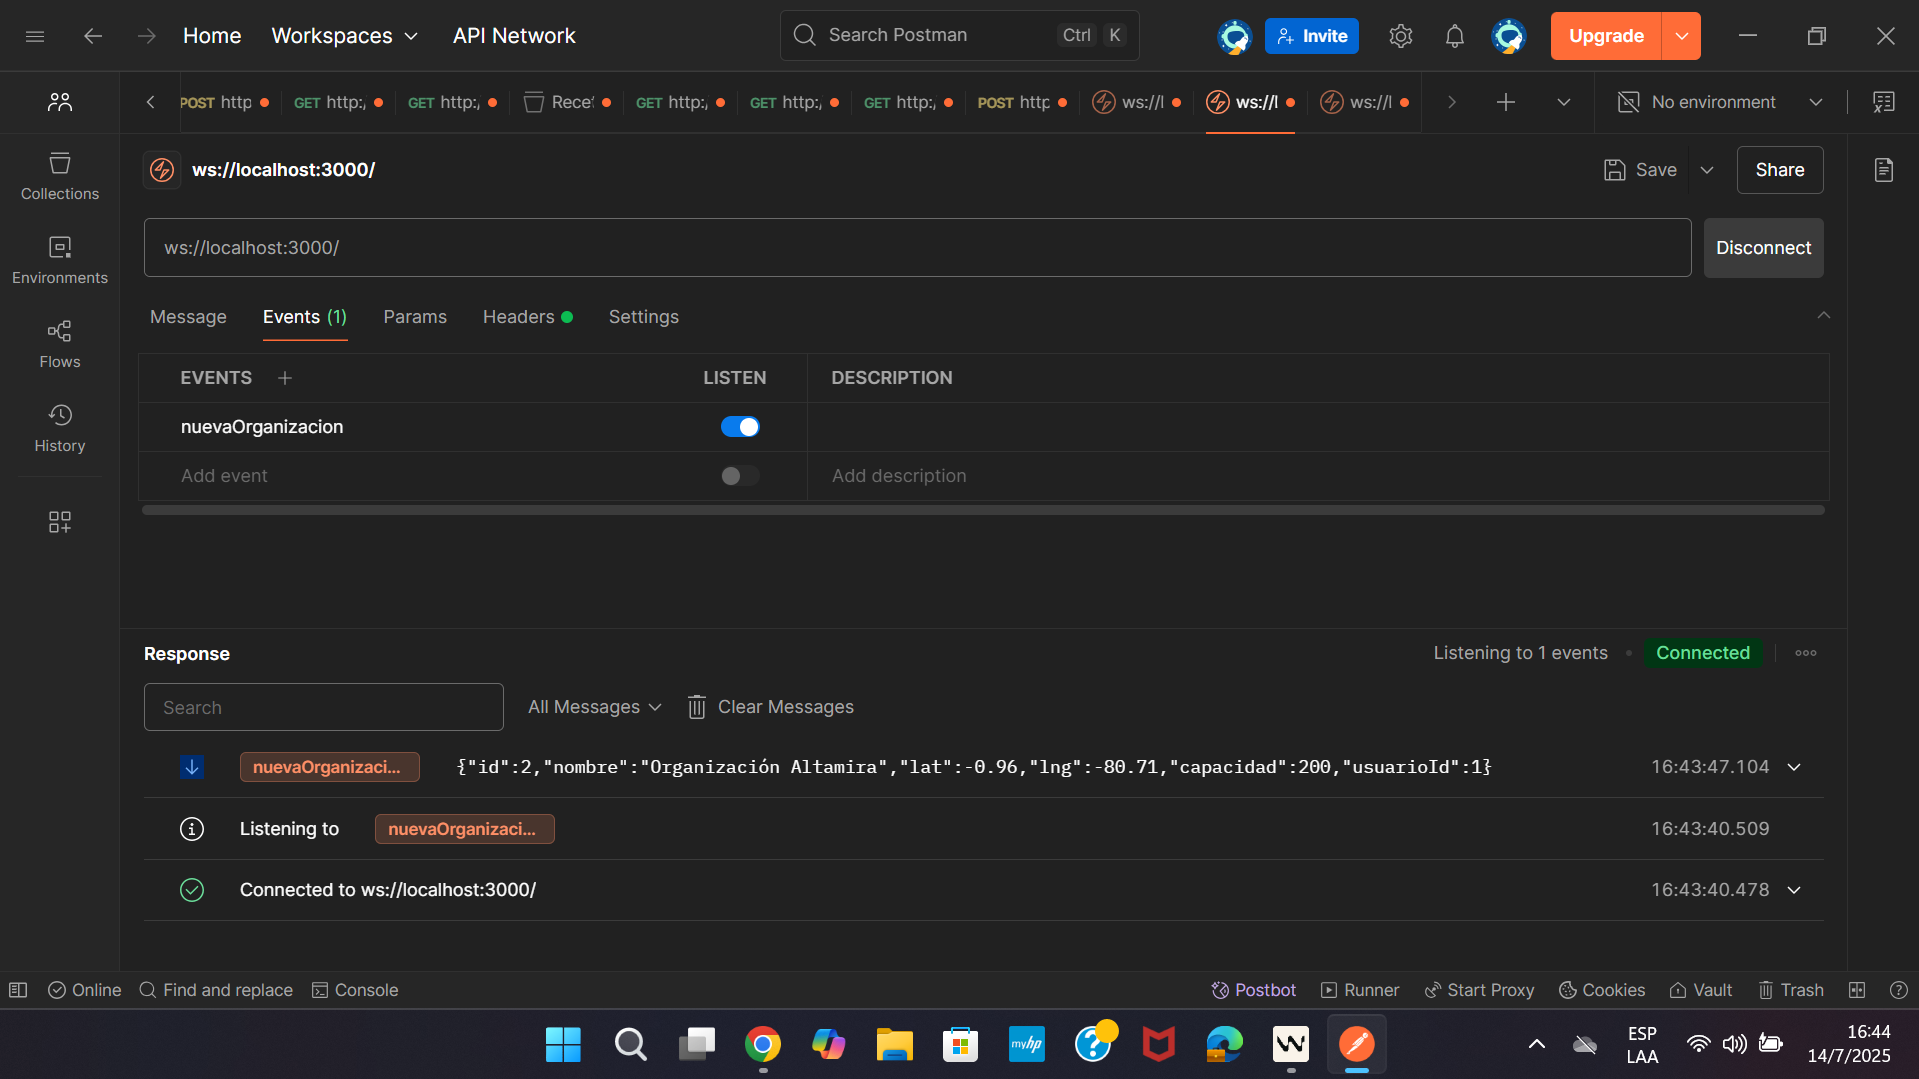 Home
Workspaces
API Network
Search Postman
Ctrl
K
Invite
Upgrade
POST http
GET http:/
GET http:/
Rece
GET http:/
GET http:/
GET http:/
POST http
ws://l
ws://l
ws://l
No environment
Collections
Environments
Flows
History
ws://localhost:3000/
Save
Share
ws://localhost:3000/
Disconnect
Message
Events (1)
Params
Headers
Settings
EVENTS
LISTEN
DESCRIPTION
nuevaOrganizacion
Add event
Add description
Response
Listening to 1 events
Connected
Search
All Messages
Clear Messages
nuevaOrganizaci...
{"id":2,"nombre":"Organización Altamira","lat":-0.96,"lng":-80.71,"capacidad":200,"usuarioId":1}
16:43:47.104
Listening to
nuevaOrganizaci...
16:43:40.509
Connected to ws://localhost:3000/
16:43:40.478
Online
Find and replace
Console
Postbot
Runner
Start Proxy
Cookies
Vault
Trash
myhp
ESP
LAA
16:44
14/7/2025